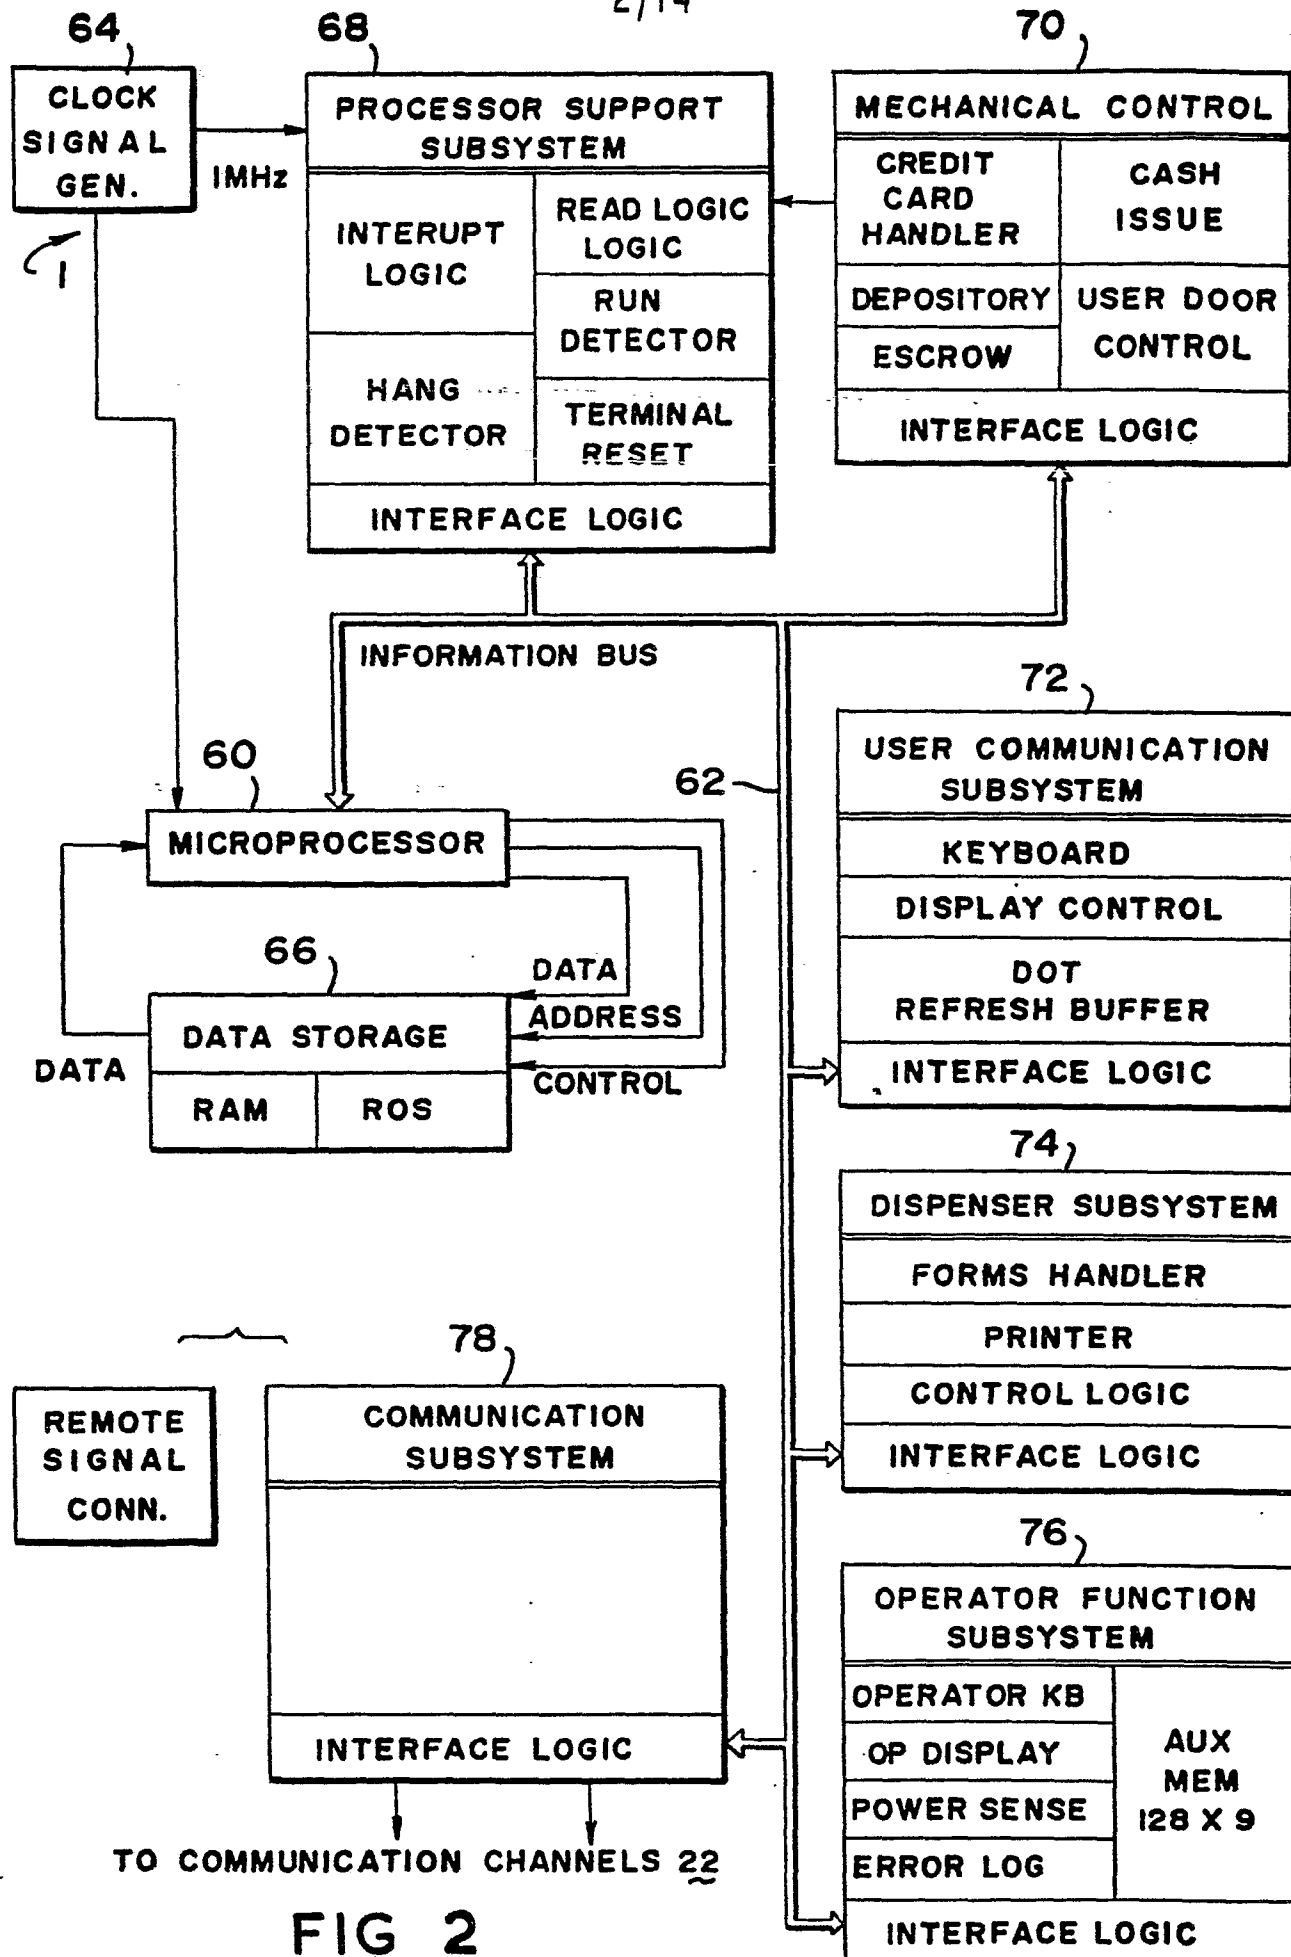 2/14
64
CLOCK
SIGNAL
GEN.
1
1MHz
68
PROCESSOR SUPPORT
SUBSYSTEM
INTERUPT
LOGIC
READ LOGIC
LOGIC
RUN
DETECTOR
HANG
DETECTOR
TERMINAL
RESET
INTERFACE LOGIC
70
MECHANICAL CONTROL
CREDIT
CARD
HANDLER
CASH
ISSUE
DEPOSITORY
ESCROW
USER DOOR
CONTROL
INTERFACE LOGIC
INFORMATION BUS
62
60
MICROPROCESSOR
66
DATA STORAGE
RAM
ROS
DATA
DATA
ADDRESS
CONTROL
72
USER COMMUNICATION
SUBSYSTEM
KEYBOARD
DISPLAY CONTROL
DOT
REFRESH BUFFER
INTERFACE LOGIC
74
DISPENSER SUBSYSTEM
FORMS HANDLER
PRINTER
CONTROL LOGIC
INTERFACE LOGIC
REMOTE
SIGNAL
CONN.
78
COMMUNICATION
SUBSYSTEM
INTERFACE LOGIC
TO COMMUNICATION CHANNELS 22
76
OPERATOR FUNCTION
SUBSYSTEM
OPERATOR KB
OP DISPLAY
POWER SENSE
ERROR LOG
AUX
MEM
128 X 9
INTERFACE LOGIC
FIG 2